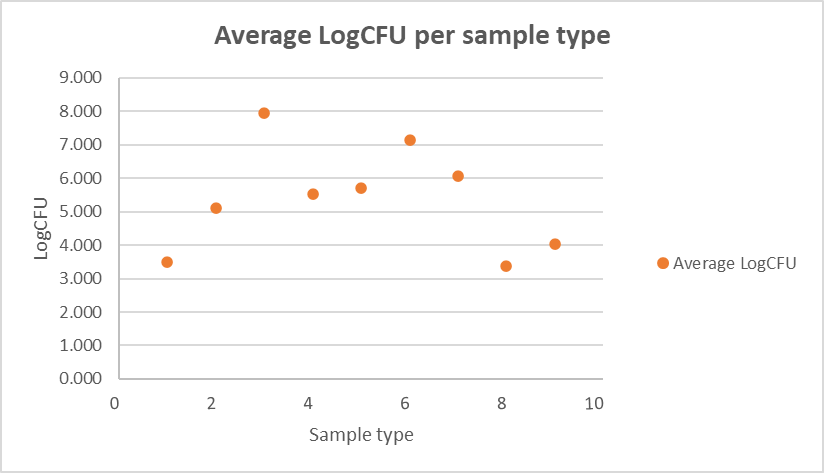 Average LogCFU per sample type
9.000
8.000
7.000
6.000
5.000
4.000
3.000
2.000
1.000
0.000
LogCFU
0 2 4 6 8 10
Sample type
Average LogCFU